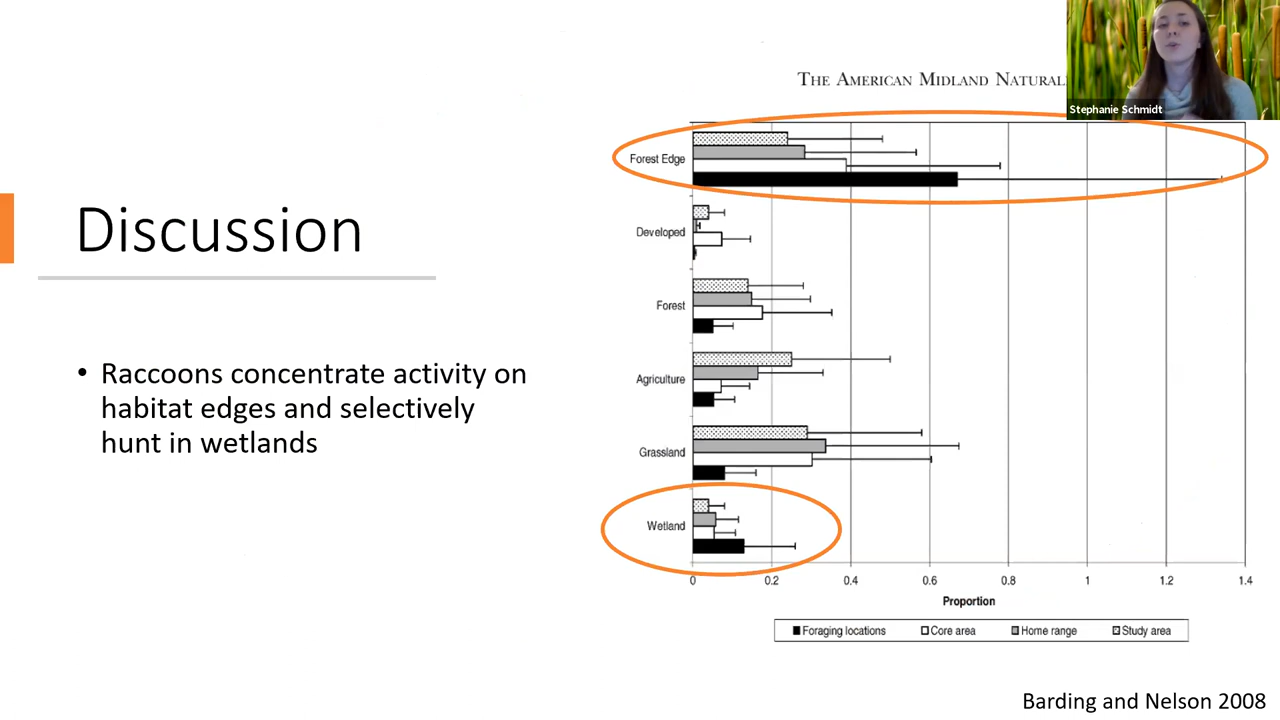 THE AMERICAN MIDLAND
Stephanie Schmidt
Discussion
• Raccoons concentrate activity on
habitat edges and selectively
hunt in wetlands
Forest Edge
Developed
Forest
Agriculture
Grassland
Wetland
0 0.2 0.4 0.6 0.8 1 1.2 1.4
Proportion
Foraging locations Core area Home range Study area
Barding and Nelson 2008